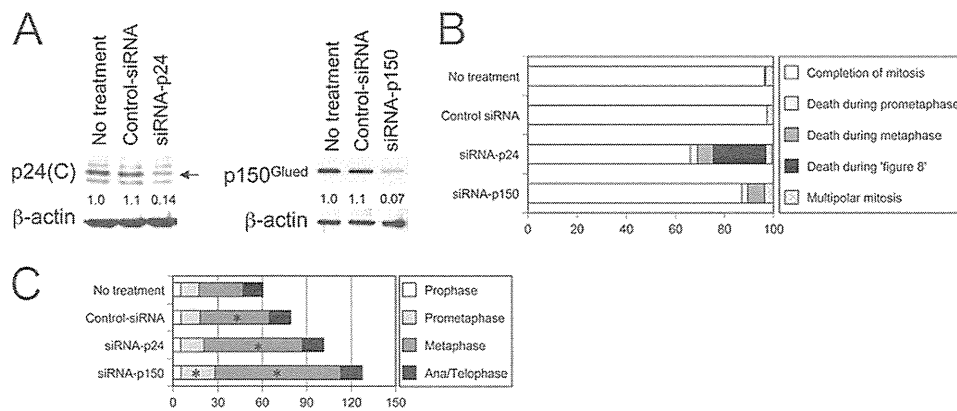 A
No treatment
Control-siRNA
siRNA-p24
p24(C)
1.0 1.1 0.14
β-actin
No treatment
Control-siRNA
siRNA-p150
p150Glued
1.0 1.1 0.07
β-actin
B
No treatment
Control siRNA
siRNA-p24
siRNA-p150
0 20 40 60 80 100
Completion of mitosis
Death during prometaphase
Death during metaphase
Death during 'figure 8'
Multipolar mitosis
C
No treatment
Control-siRNA
*
siRNA-p24
*
siRNA-p150
* *
0 30 60 90 120 150
Prophase
Prometaphase
Metaphase
Ana/Telophase